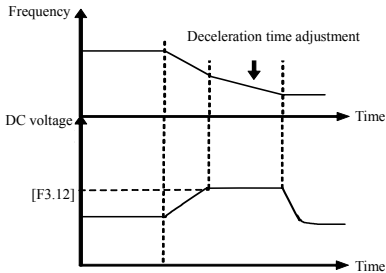 Frequency
Deceleration time adjustment
Time
DC voltage
[F3.12]
Time